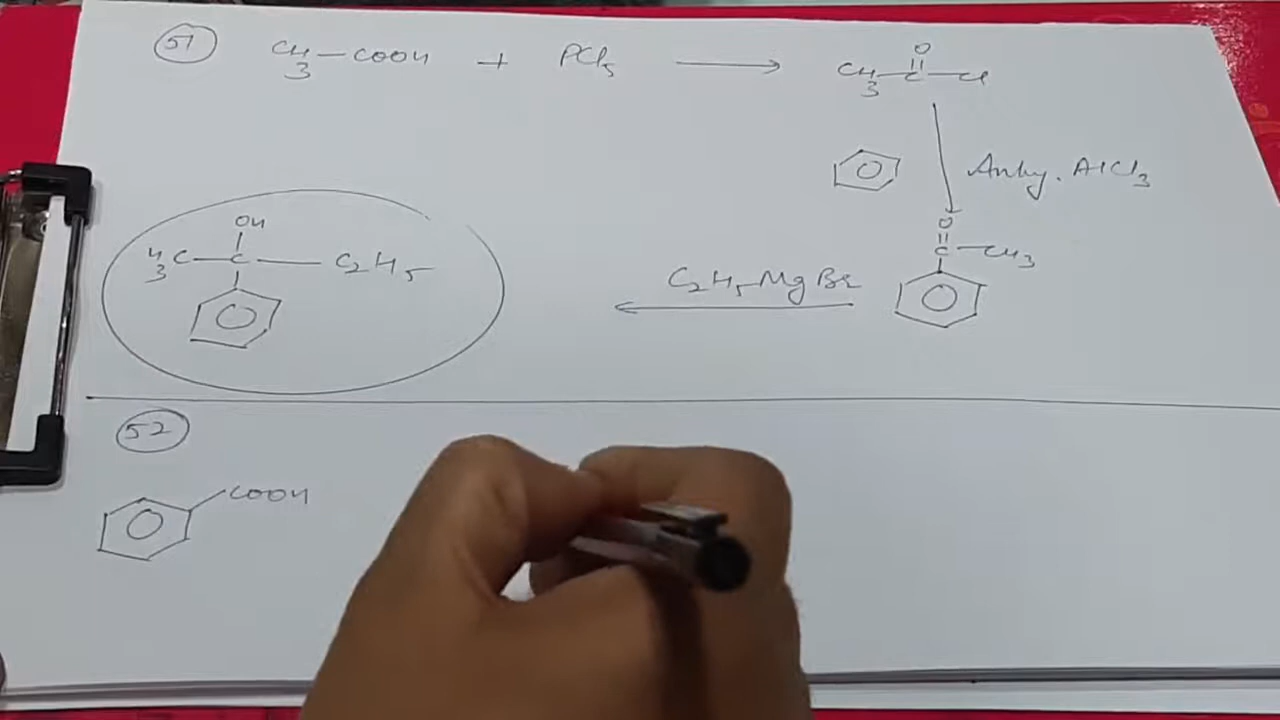 51 CH3-COOH + PCl5 → CH3-C-Cl
O
Anhy. AlCl3
O
C-CH3
C2H5MgBr
OH
H3C-C-C2H5
52
COOH